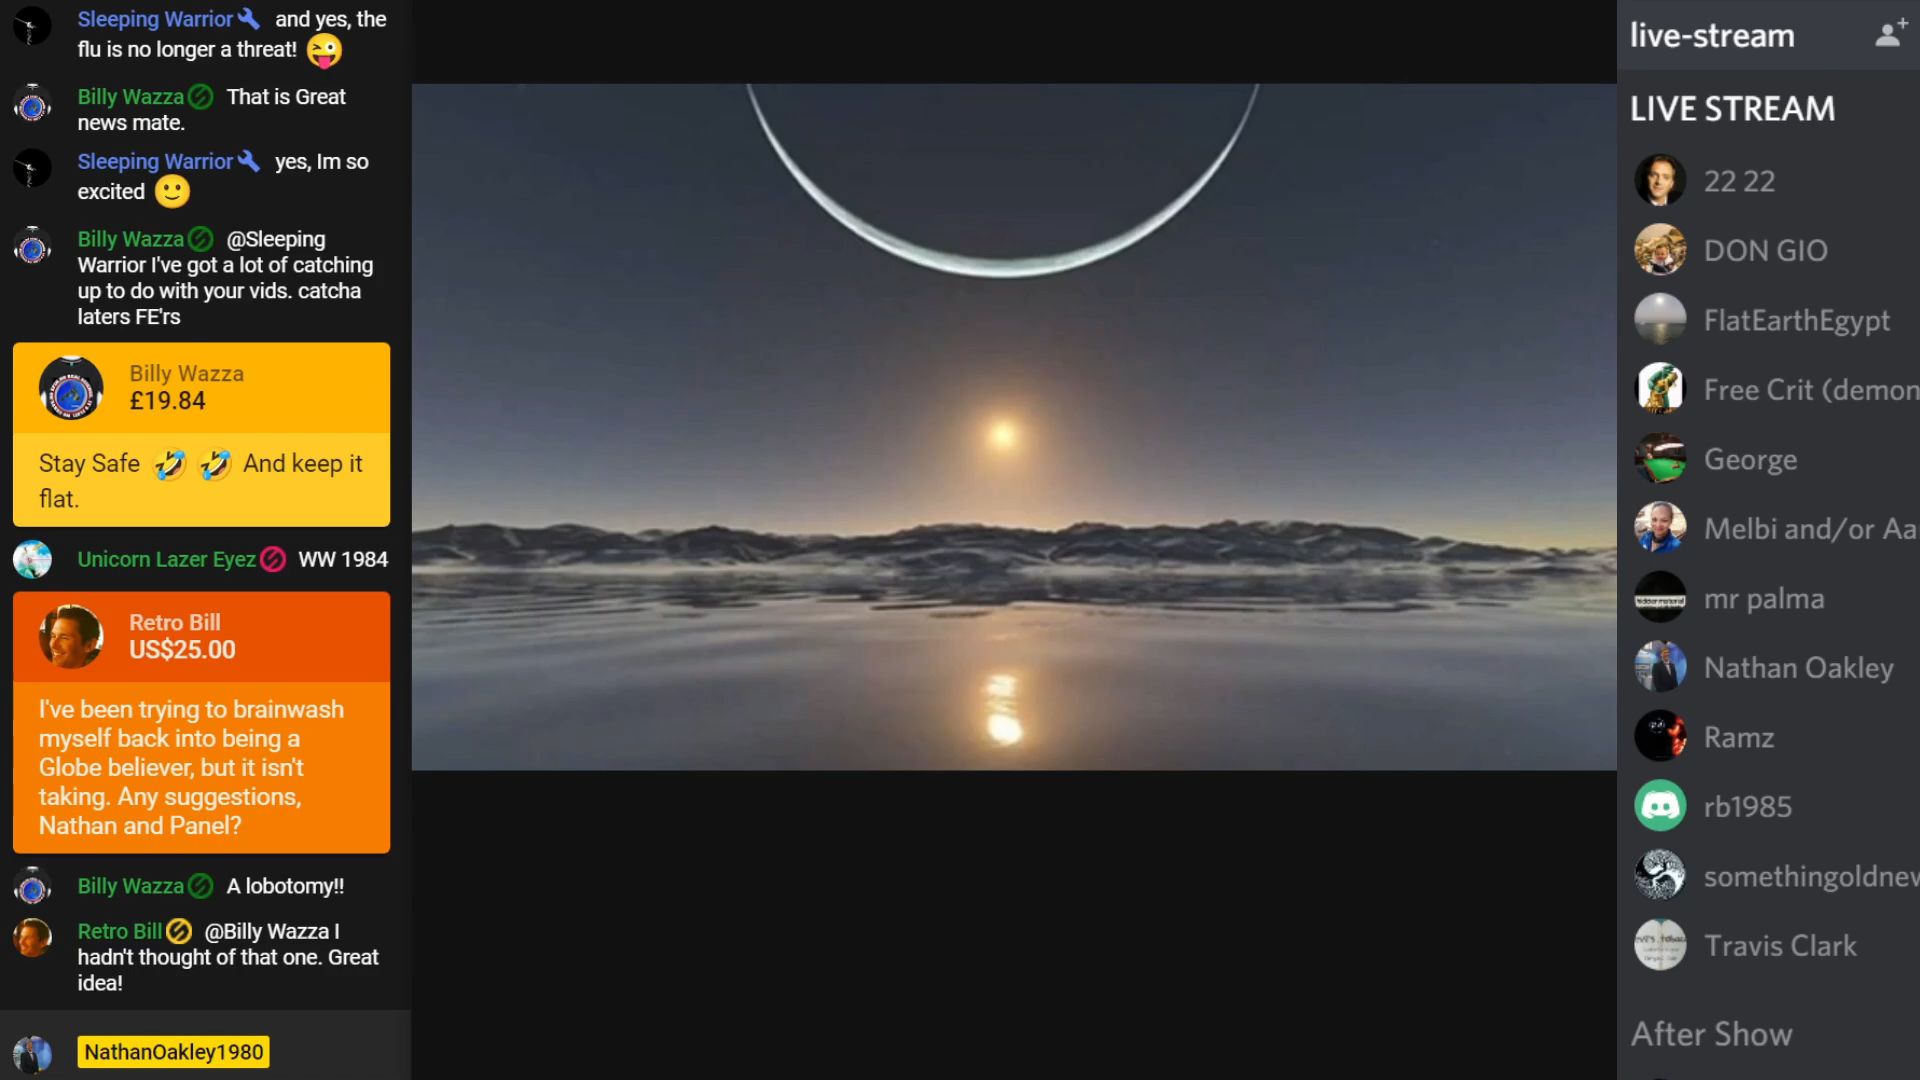 Sleeping Warrior and yes, the
flu is no longer a threat!
Billy Wazza That is Great
news mate.
Sleeping Warrior yes, Im so
excited
Billy Wazza @Sleeping
Warrior I've got a lot of catching
up to do with your vids. catcha
laters FE'rs
Billy Wazza
£19.84
Stay Safe And keep it
flat.
Unicorn Lazer Eyez WW 1984
Retro Bill
US$25.00
I've been trying to brainwash
myself back into being a
Globe believer, but it isn't
taking. Any suggestions,
Nathan and Panel?
Billy Wazza A lobotomy!!
Retro Bill @Billy Wazza I
hadn't thought of that one. Great
idea!
NathanOakley1980
live-stream
LIVE STREAM
22 22
DON GIO
FlatEarthEgypt
Free Crit (demon
George
Melbi and/or Aa
mr palma
Nathan Oakley
Ramz
rb1985
somethingoldnew
Travis Clark
After Show